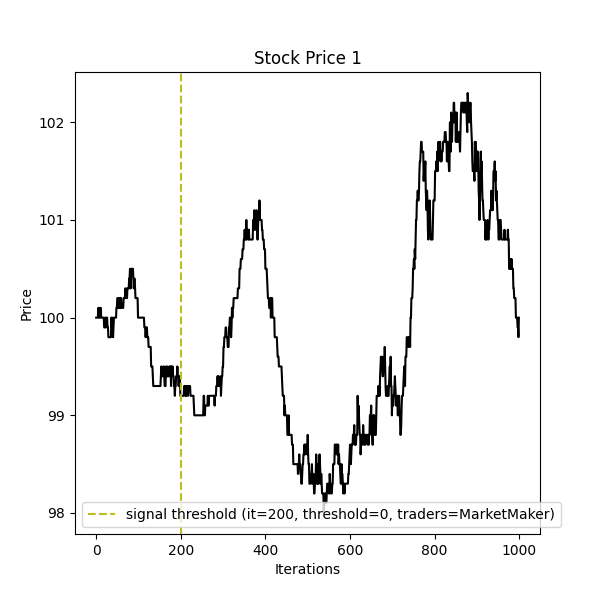 Stock Price 1
Price
102
101
100
99
98
signal threshold (it=200, threshold=0, traders=MarketMaker)
0 200 400 600 800 1000
Iterations